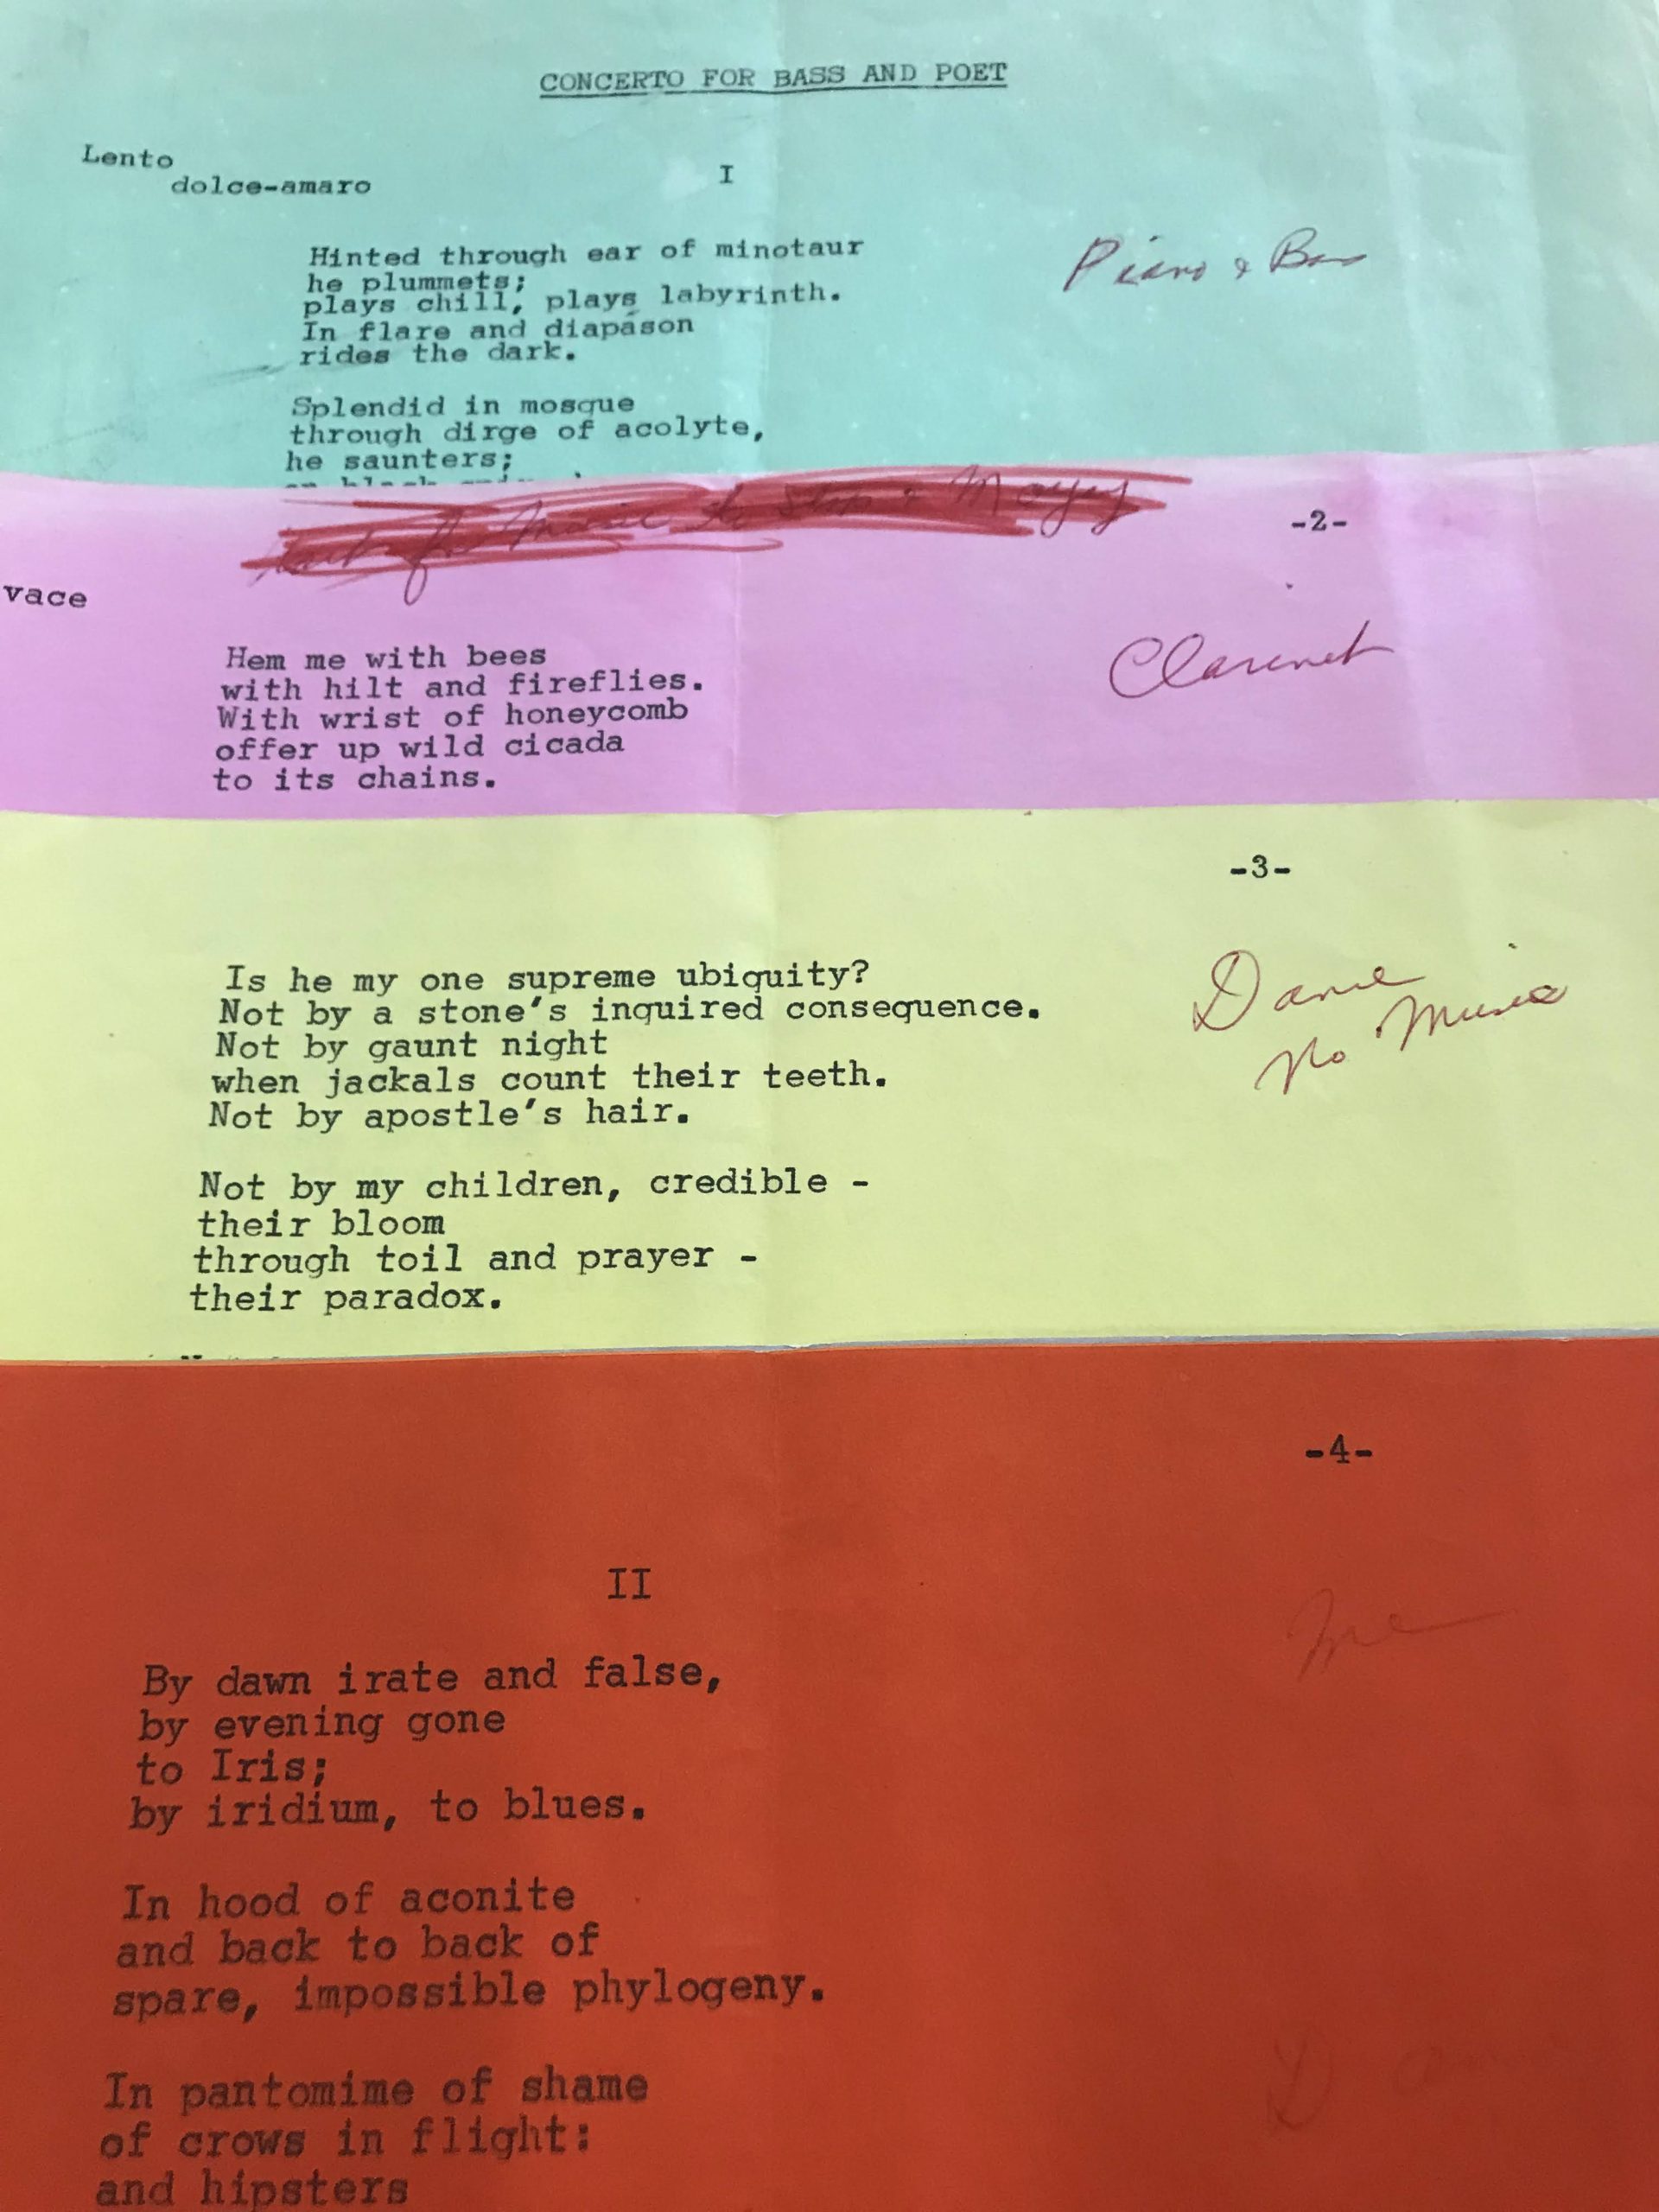 CONCERTO FOR BASS AND POET
Lento
dolce-amaro
I
Hinted through ear of minotaur
he plummets;
plays chill, plays labyrinth.
In flare and diapáson
rides the dark.
Piano & Bass
Splendid in mosque
through dirge of acolyte,
he saunters;
for Music to Stop
-2-
vace
Clarinet
Hem me with bees
with hilt and fireflies.
With wrist of honeycomb
offer up wild cicada
to its chains.
-3-
Is he my one supreme ubiquity?
Not by a stone's inquired consequence.
Not by gaunt night
when jackals count their teeth.
Not by apostle's hair.
Dance
No Music
Not by my children, credible -
their bloom
through toil and prayer -
their paradox.
-4-
II
me
By dawn irate and false,
by evening gone
to Iris;
by iridium, to blues.
In hood of aconite
and back to back of
spare, impossible phylogeny.
In pantomime of shame
of crows in flight:
and hipsters